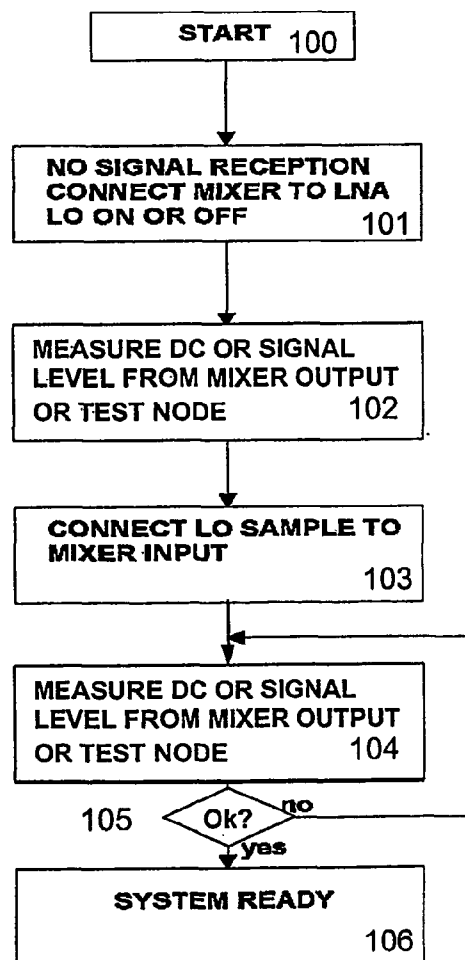 START 100
NO SIGNAL RECEPTION
CONNECT MIXER TO LNA
LO ON OR OFF
101
MEASURE DC OR SIGNAL
LEVEL FROM MIXER OUTPUT
OR TEST NODE 102
CONNECT LO SAMPLE TO
MIXER INPUT
103
MEASURE DC OR SIGNAL
LEVEL FROM MIXER OUTPUT
OR TEST NODE 104
105 Ok? no
yes
SYSTEM READY
106